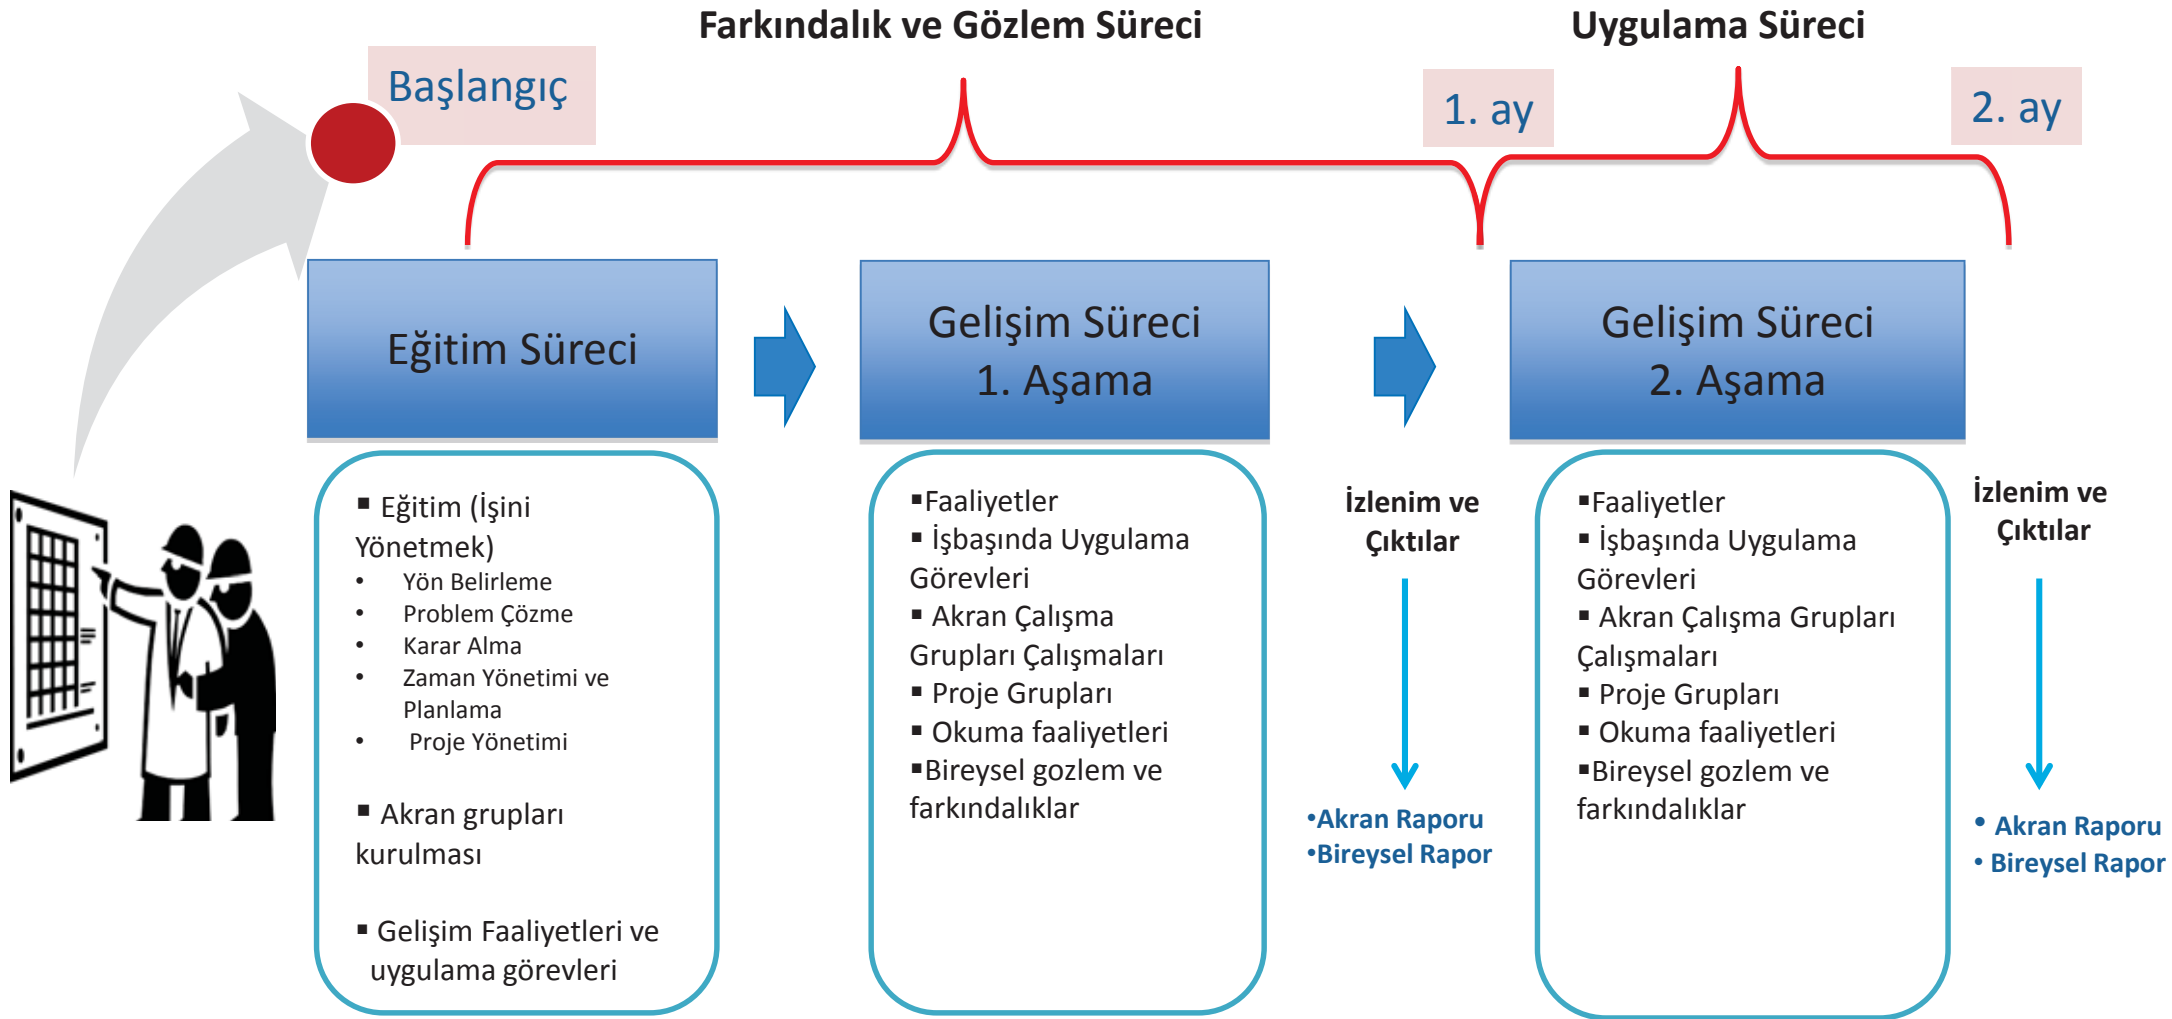 Farkındalık ve Gözlem Süreci
Uygulama Süreci
Başlangıç
1. ay
2. ay
Eğitim Süreci
▪ Eğitim (İşini
Yönetmek)
• Yön Belirleme
• Problem Çözme
• Karar Alma
• Zaman Yönetimi ve
Planlama
• Proje Yönetimi
▪ Akran grupları
kurulması
▪ Gelişim Faaliyetleri ve
uygulama görevleri
Gelişim Süreci
1. Aşama
▪Faaliyetler
▪ İşbaşında Uygulama
Görevleri
▪ Akran Çalışma
Grupları Çalışmaları
▪ Proje Grupları
▪ Okuma faaliyetleri
▪Bireysel gozlem ve
farkındalıklar
İzlenim ve
Çıktılar
•Akran Raporu
•Bireysel Rapor
Gelişim Süreci
2. Aşama
▪Faaliyetler
▪ İşbaşında Uygulama
Görevleri
▪ Akran Çalışma Grupları
Çalışmaları
▪ Proje Grupları
▪ Okuma faaliyetleri
▪Bireysel gozlem ve
farkındalıklar
İzlenim ve
Çıktılar
• Akran Raporu
• Bireysel Rapor